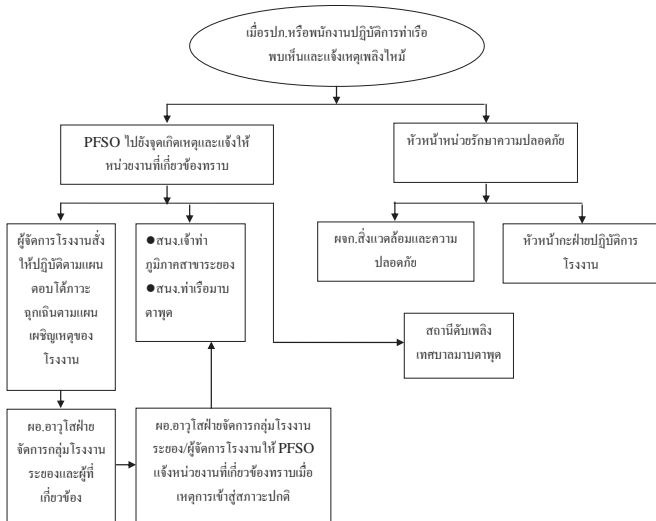 เมื่อรปภ.หรือพนักงานปฏิบัติการท่าเรือ
พบเห็นและแจ้งเหตุเพลิงไหม้
PFSO ไปยังจุดเกิดเหตุและแจ้งให้
หน่วยงานที่เกี่ยวข้องทราบ
หัวหน้าหน่วยรักษาความปลอดภัย
ผู้จัดการโรงงานสั่ง
ให้ปฏิบัติตามแผน
ตอบโต้ภาวะ
ฉุกเฉินตามแผน
เผชิญเหตุของ
โรงงาน
●สนง.เจ้าท่า
ภูมิภาคสาขาระยอง
●สนง.ท่าเรือมาบ
ตาพุด
ผจก.สิ่งแวดล้อมและความ
ปลอดภัย
หัวหน้ากะฝ่ายปฏิบัติการ
โรงงาน
สถานีดับเพลิง
เทศบาลมาบตาพุด
ผอ.อาวุโสฝ่าย
จัดการกลุ่มโรงงาน
ระยองและผู้ที่
เกี่ยวข้อง
ผอ.อาวุโสฝ่ายจัดการกลุ่มโรงงาน
ระยอง/ผู้จัดการโรงงานให้ PFSO
แจ้งหน่วยงานที่เกี่ยวข้องทราบเมื่อ
เหตุการเข้าสู่สภาวะปกติ